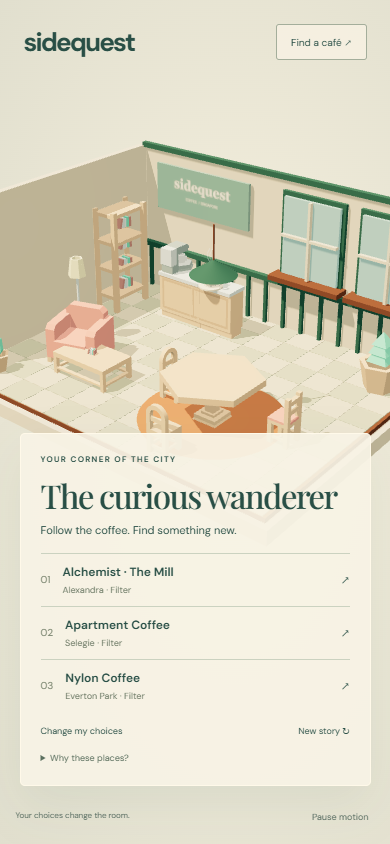 sidequest
Find a café ↗
sidequest
YOUR CORNER OF THE CITY
The curious wanderer
Follow the coffee. Find something new.
01 Alchemist · The Mill ↗
Alexandra · Filter
02 Apartment Coffee ↗
Selegie · Filter
03 Nylon Coffee ↗
Everton Park · Filter
Change my choices
New story ↻
▶ Why these places?
Your choices change the room.
Pause motion